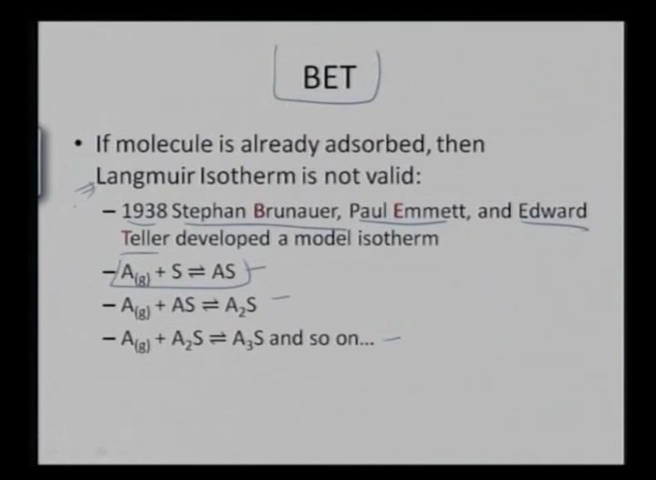 BET
• If molecule is already adsorbed, then
Langmuir Isotherm is not valid:
– 1938 Stephan Brunauer, Paul Emmett, and Edward
Teller developed a model isotherm
– A(g) + S ⇌ AS
– A(g) + AS ⇌ A₂S
– A(g) + A₂S ⇌ A₃S and so on...